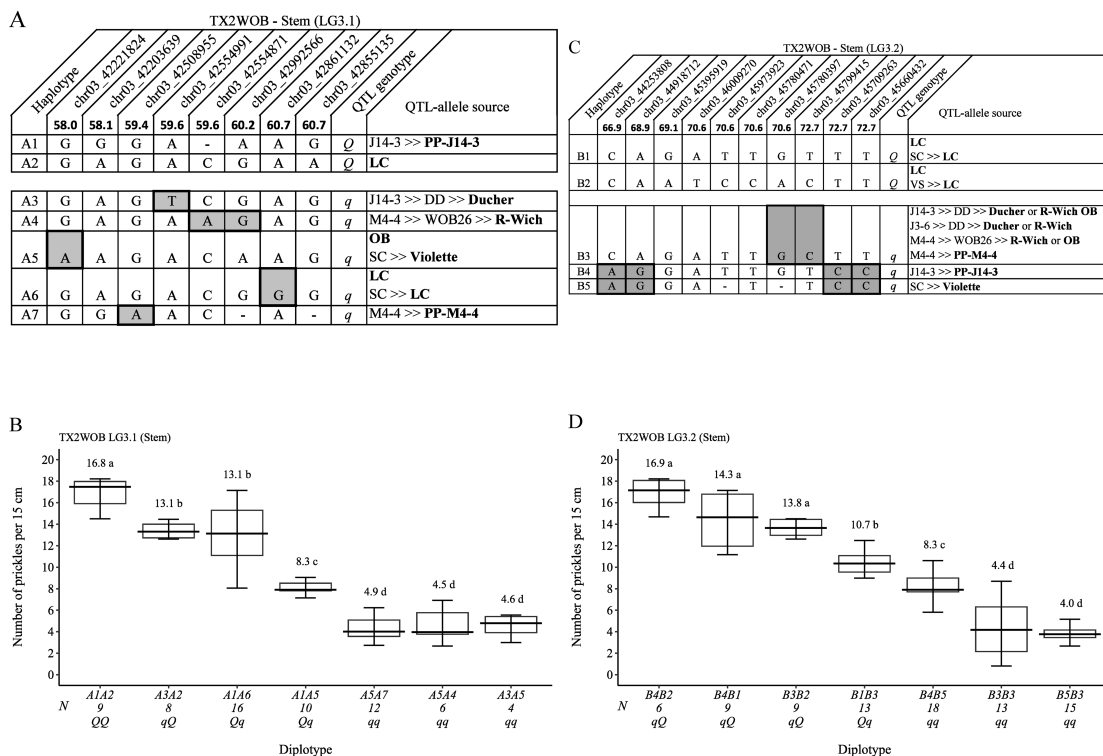 A
TX2WOB - Stem (LG3.1)
Haplotype chr03_42221824 chr03_42203639 chr03_42508955 chr03_42554991 chr03_42554871 chr03_42992566 chr03_42861132 chr03_42855135 QTL genotype QTL-allele source
58.0 58.1 59.4 59.6 59.6 60.2 60.7 60.7
A1 G G G A - A A G Q J14-3 >> PP-J14-3
A2 G A G A C G A A Q LC
A3 G A G T C G A G q J14-3 >> DD >> Ducher
A4 G A G A A G A G q M4-4 >> WOB26 >> R-Wich
OB
A5 A A G A C A A G q SC >> Violette
LC
A6 G A G A C G G G q SC >> LC
A7 G G A A C - A - q M4-4 >> PP-M4-4
C
TX2WOB - Stem (LG3.2)
Haplotype chr03_44253808 chr03_44918712 chr03_45395919 chr03_46009270 chr03_45973923 chr03_45780471 chr03_45780397 chr03_45799415 chr03_45709263 chr03_45660432 QTL genotype QTL-allele source
66.9 68.9 69.1 70.6 70.6 70.6 70.6 72.7 72.7 72.7
LC
B1 C A G A T T G T T T Q SC >> LC
LC
B2 C A A T C C A C T T Q VS >> LC
J14-3 >> DD >> Ducher or R-Wich OB
J3-6 >> DD >> Ducher or R-Wich
M4-4 >> WOB26 >> R-Wich or OB
B3 C A G A T T G C T T q M4-4 >> PP-M4-4
B4 A G G A T T G T C C q J14-3 >> PP-J14-3
B5 A G G A - T - T C C q SC >> Violette
B
TX2WOB LG3.1 (Stem)
Number of prickles per 15 cm
20
18
16
14
12
10
8
6
4
2
0
16.8 a
13.1 b
13.1 b
8.3 c
4.9 d
4.5 d
4.6 d
A1A2 A3A2 A1A6 A1A5 A5A7 A5A4 A3A5
N 9 8 16 10 12 6 4
QQ qQ Qq Qq qq qq qq
Diplotype
D
TX2WOB LG3.2 (Stem)
Number of prickles per 15 cm
20
18
16
14
12
10
8
6
4
2
0
16.9 a
14.3 a
13.8 a
10.7 b
8.3 c
4.4 d
4.0 d
B4B2 B4B1 B3B2 B1B3 B4B5 B3B3 B5B3
N 6 9 9 13 18 13 15
qQ qQ qQ Qq qq qq qq
Diplotype